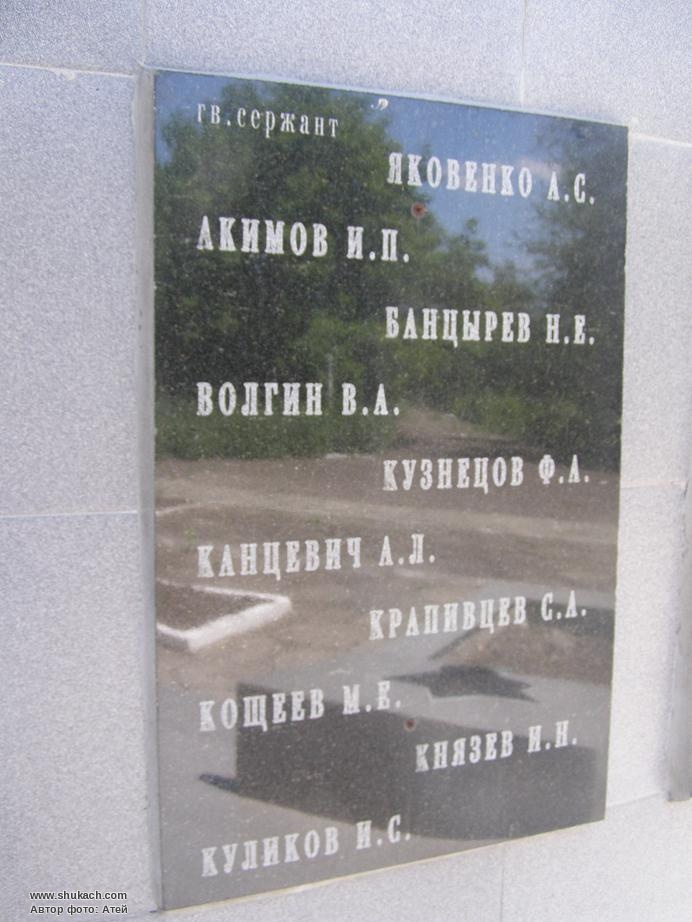 гв.сержант
ЯКОВЕНКО А.С.
АКИМОВ И.П.
БАНЦЫРЕВ Н.Е.
ВОЛГИН В.А.
КУЗНЕЦОВ Ф.А.
КАНЦЕВИЧ А.Л.
КРАПИВЦЕВ С.А.
КОЩЕЕВ М.Е.
КНЯЗЕВ И.Н.
КУЛИКОВ И.С.
www.shukach.com
Автор фото: Атей